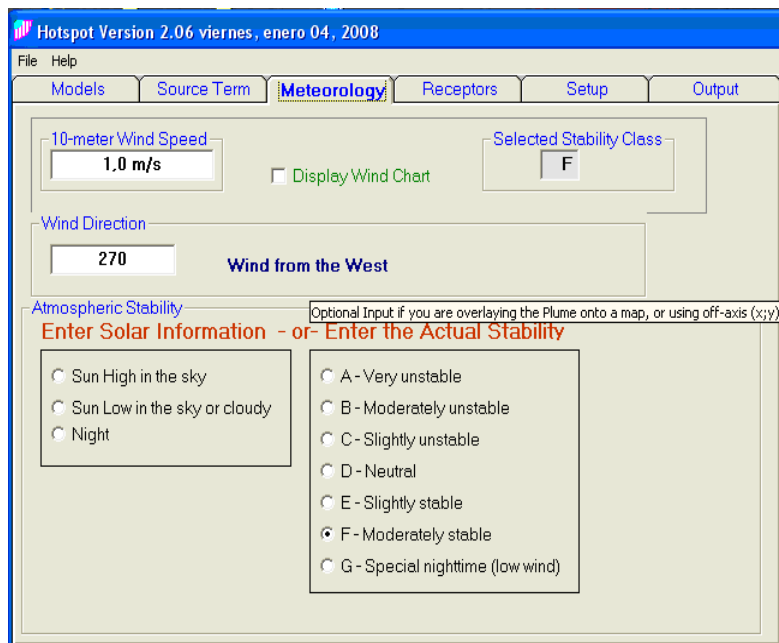 Hotspot Version 2.06 viernes, enero 04, 2008
File Help
Models Source Term Meteorology Receptors Setup Output
10-meter Wind Speed Selected Stability Class
1,0 m/s F
Display Wind Chart
Wind Direction
270 Wind from the West
Atmospheric Stability
Optional Input if you are overlaying the Plume onto a map, or using off-axis (x;y)
Enter Solar Information - or- Enter the Actual Stability
Sun High in the sky
Sun Low in the sky or cloudy
Night
A - Very unstable
B - Moderately unstable
C - Slightly unstable
D - Neutral
E - Slightly stable
F - Moderately stable
G - Special nighttime (low wind)